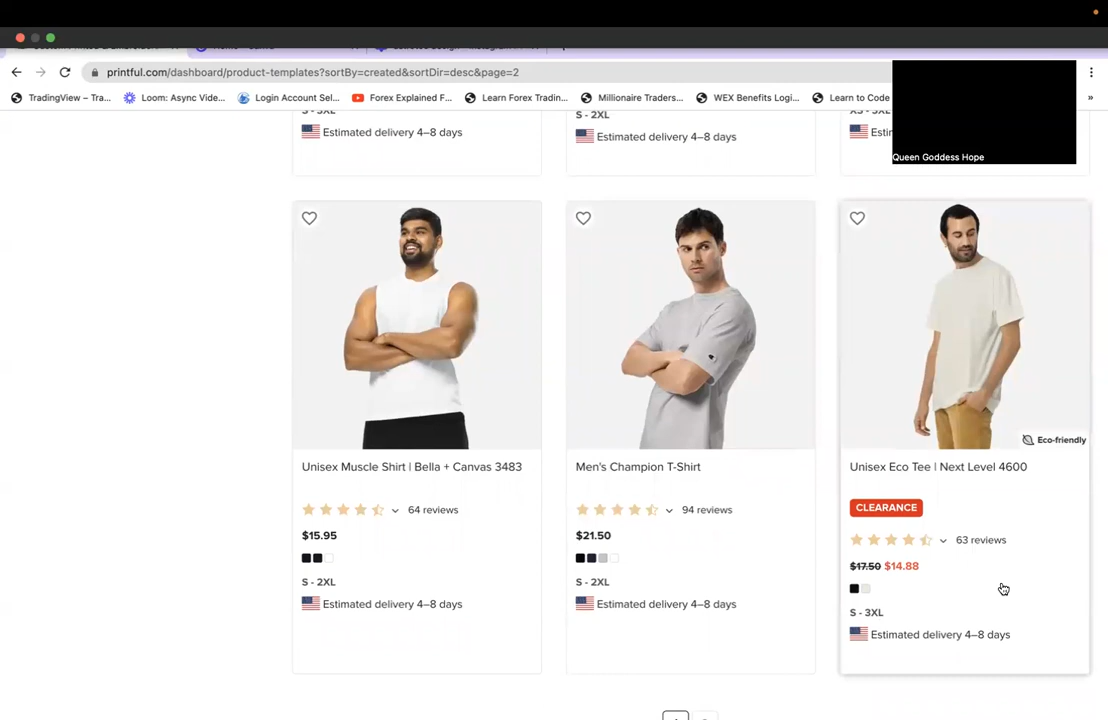 printful.com/dashboard/product-templates?sortBy=created&sortDir=desc&page=2
TradingView – Tra...
Loom: Async Vide...
Login Account Sel...
Forex Explained F...
Learn Forex Tradin...
Millionaire Traders...
WEX Benefits Logi...
Learn to Code
»
Queen Goddess Hope
S - 2XL
Estimated delivery 4–8 days
Estimated delivery 4–8 days
Eco-friendly
Unisex Muscle Shirt | Bella + Canvas 3483
64 reviews
$15.95
S - 2XL
Estimated delivery 4–8 days
Men's Champion T-Shirt
94 reviews
$21.50
S - 2XL
Estimated delivery 4–8 days
Unisex Eco Tee | Next Level 4600
CLEARANCE
63 reviews
$17.50 $14.88
S - 3XL
Estimated delivery 4–8 days